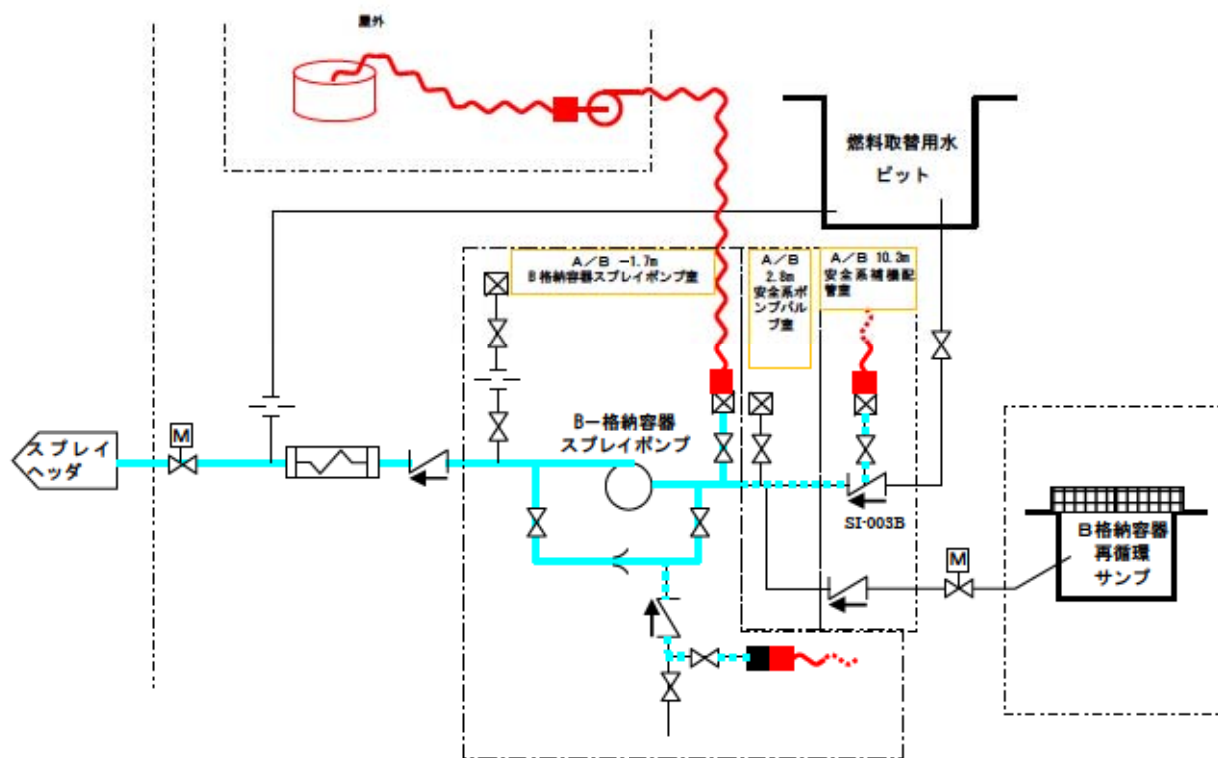 屋外
燃料取替用水
ピット
A/B -1.7m
B格納容器スプレイポンプ室
A/B
2.8m
安全系ポ
ンプバル
ブ室
A/B 10.3m
安全系補機配
管室
B-格納容器
スプレイポンプ
スプレイ
ヘッダ
M
SI-003B
M
B格納容器
再循環
サンプ